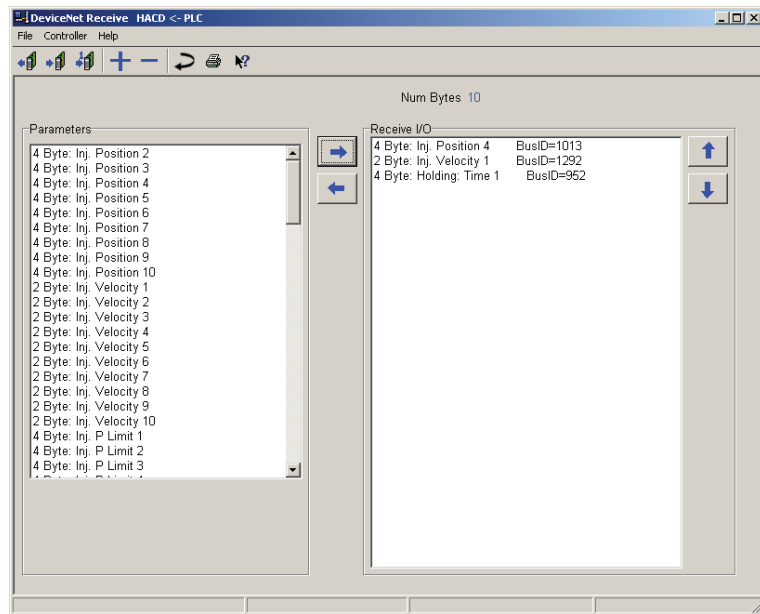 DeviceNet Receive HACD <- PLC
File Controller Help
Num Bytes 10
Parameters
4 Byte: Inj. Position 2
4 Byte: Inj. Position 3
4 Byte: Inj. Position 4
4 Byte: Inj. Position 5
4 Byte: Inj. Position 6
4 Byte: Inj. Position 7
4 Byte: Inj. Position 8
4 Byte: Inj. Position 9
4 Byte: Inj. Position 10
2 Byte: Inj. Velocity 1
2 Byte: Inj. Velocity 2
2 Byte: Inj. Velocity 3
2 Byte: Inj. Velocity 4
2 Byte: Inj. Velocity 5
2 Byte: Inj. Velocity 6
2 Byte: Inj. Velocity 7
2 Byte: Inj. Velocity 8
2 Byte: Inj. Velocity 9
2 Byte: Inj. Velocity 10
4 Byte: Inj. P Limit 1
4 Byte: Inj. P Limit 2
4 Byte: Inj. P Limit 3
Receive I/O
4 Byte: Inj. Position 4 BusID=1013
2 Byte: Inj. Velocity 1 BusID=1292
4 Byte: Holding: Time 1 BusID=952